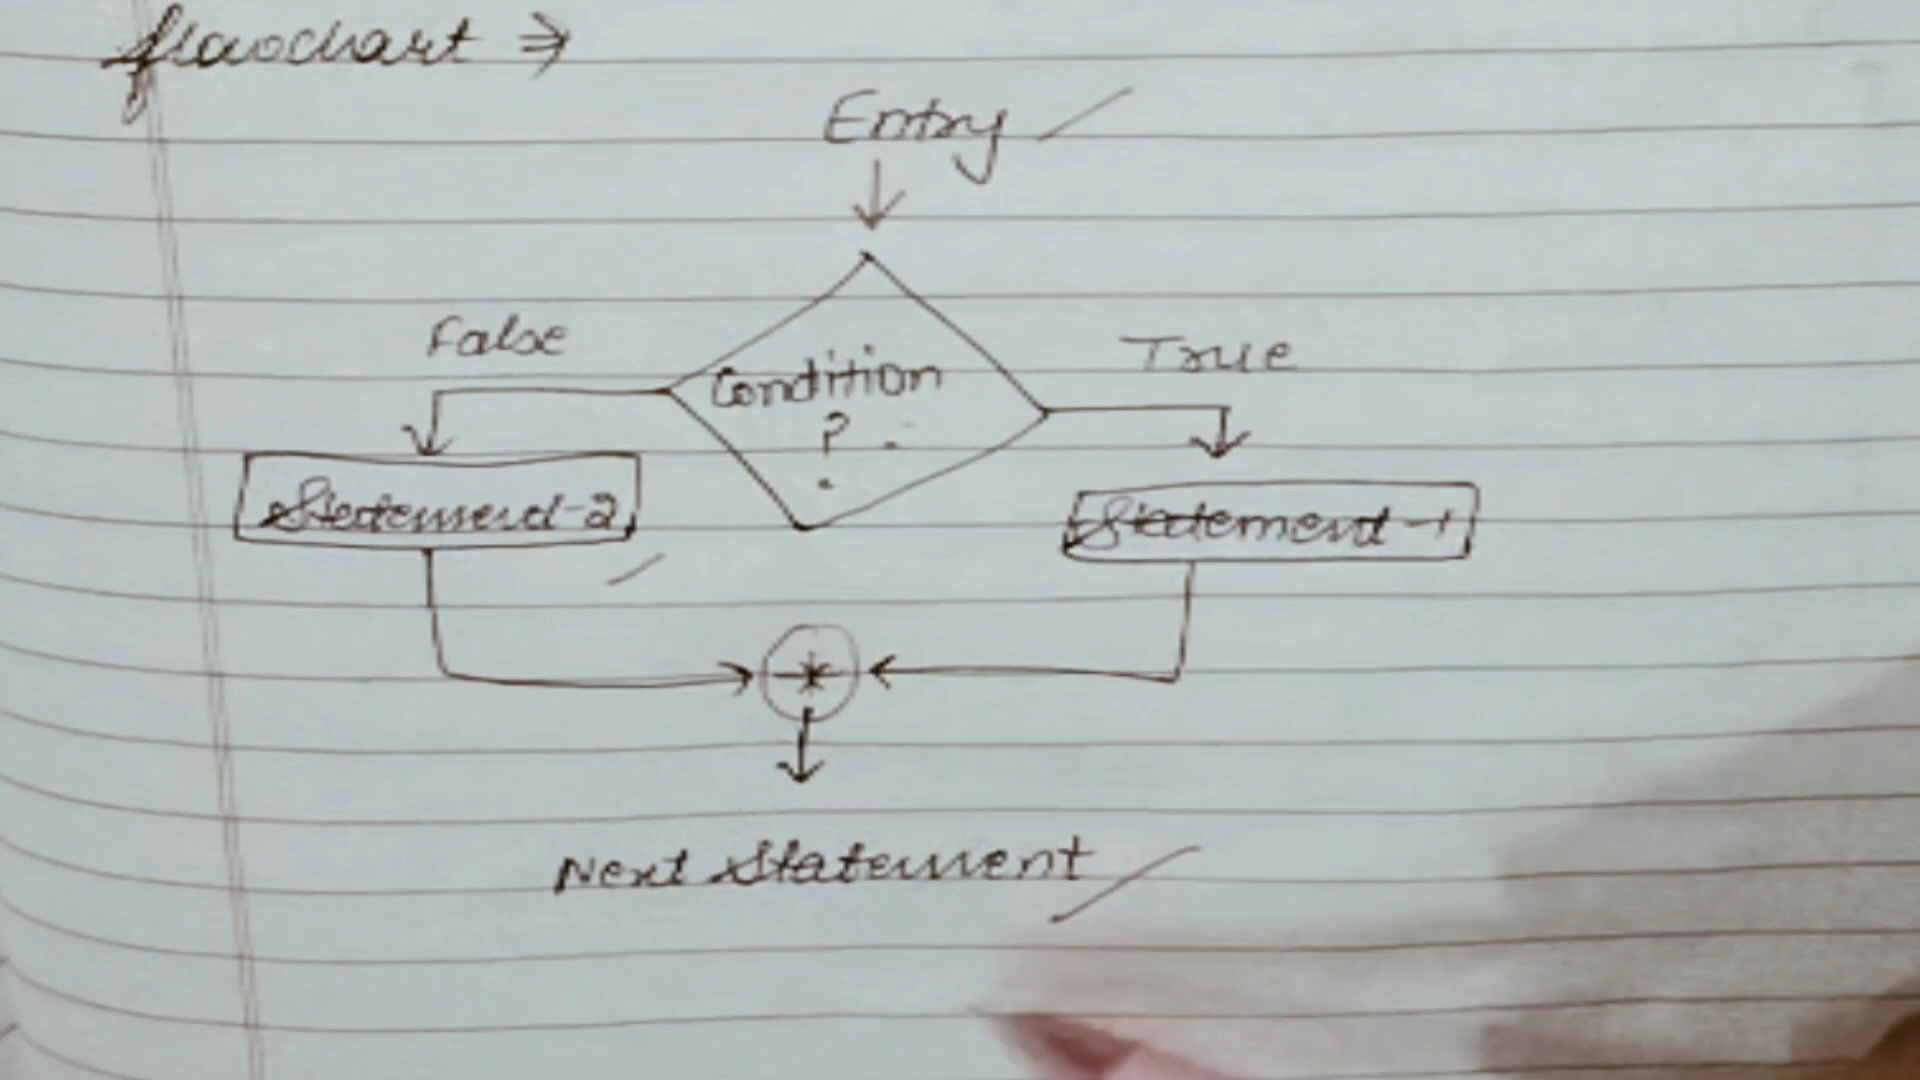 flowchart ⇒
Entry
False
True
Condition
?
Statement-2
Statement-1
*
Next Statement